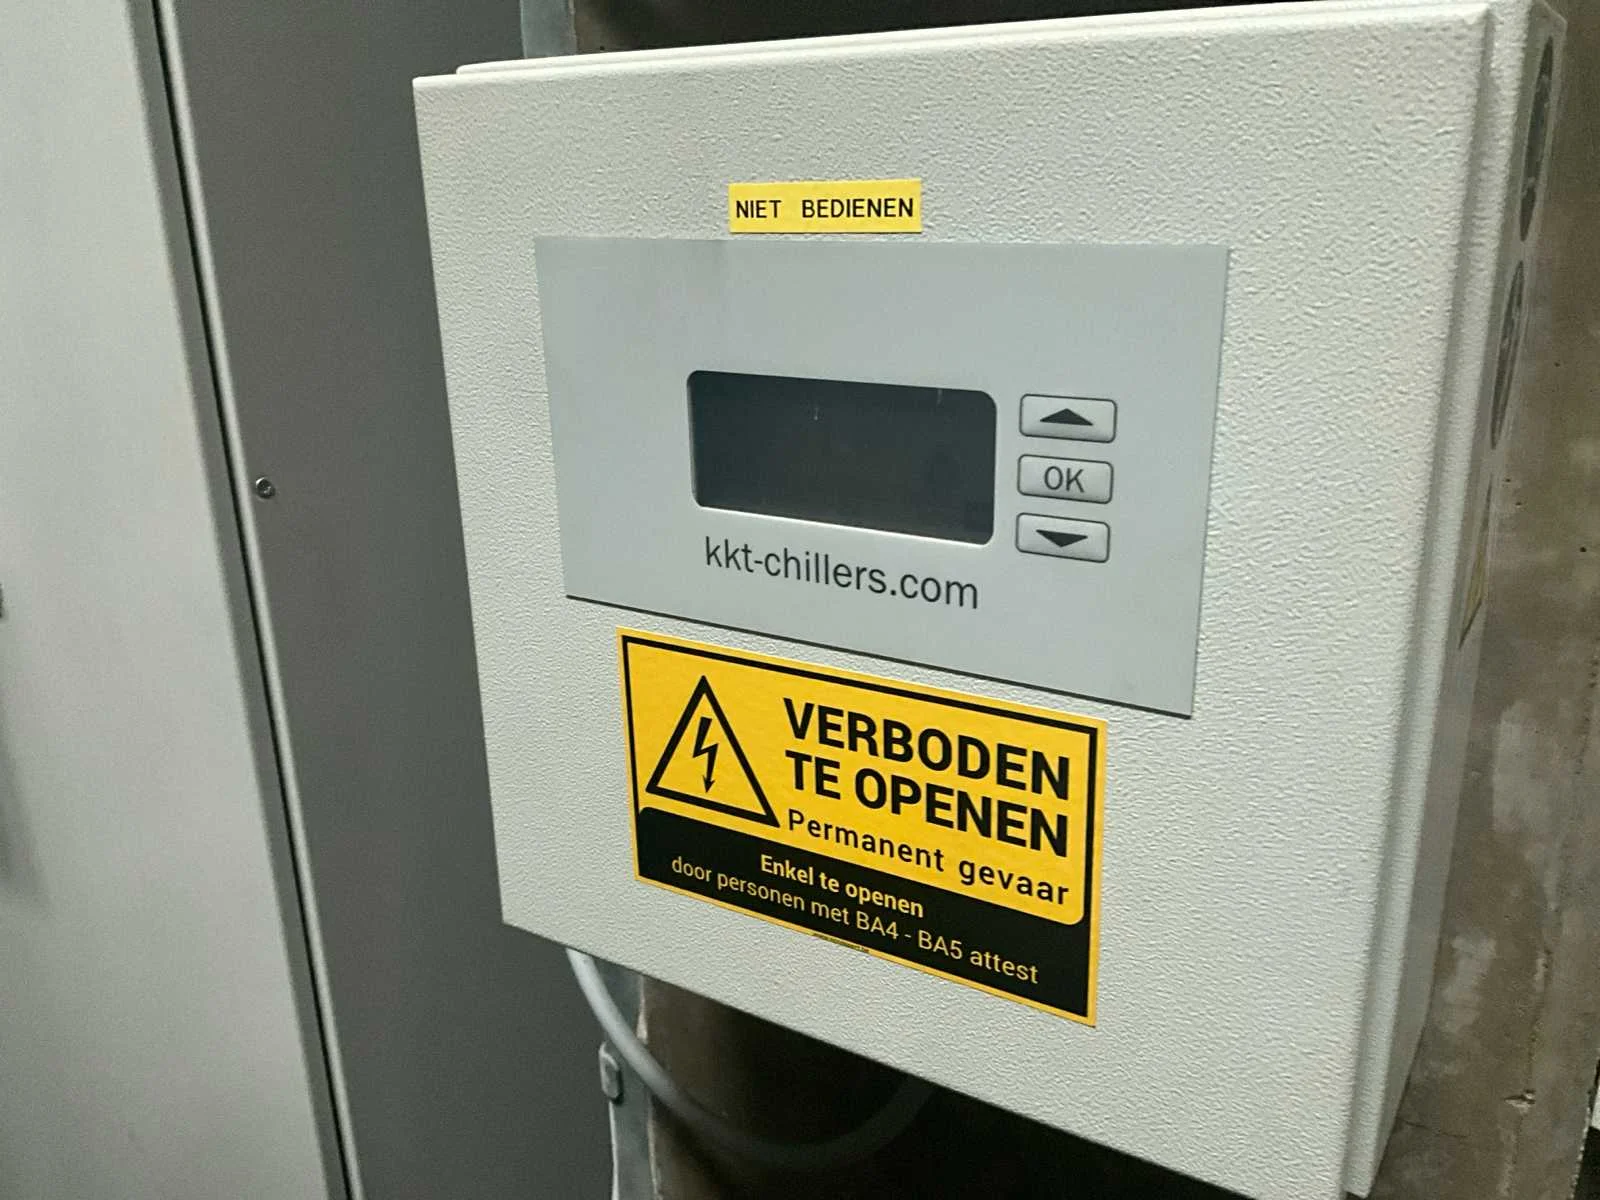 NIET BEDIENEN
OK
kkt-chillers.com
VERBODEN
TE OPENEN
Permanent gevaar
Enkel te openen
door personen met BA4 - BA5 attest